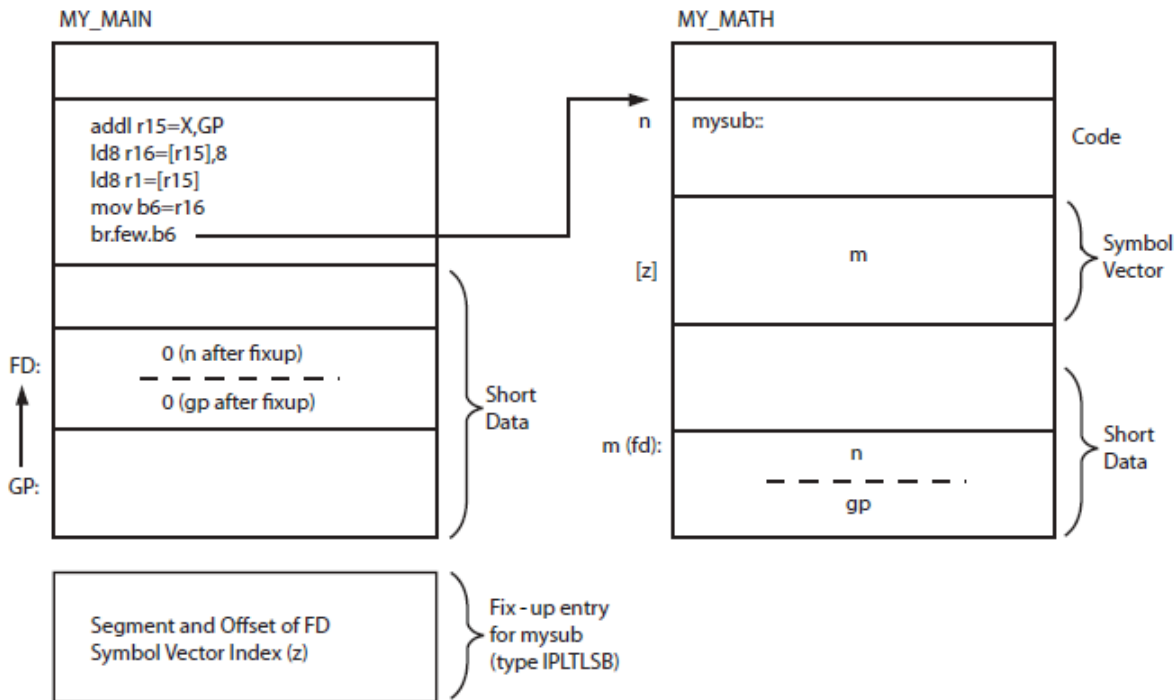 MY_MAIN
addl r15=X,GP
ld8 r16=[r15],8
ld8 r1=[r15]
mov b6=r16
br.few.b6
FD:
0 (n after fixup)
0 (gp after fixup)
GP:
Short
Data
Segment and Offset of FD
Symbol Vector Index (z)
Fix - up entry
for mysub
(type IPLTLSB)
MY_MATH
n
mysub::
Code
[z]
m
Symbol
Vector
m (fd):
n
gp
Short
Data